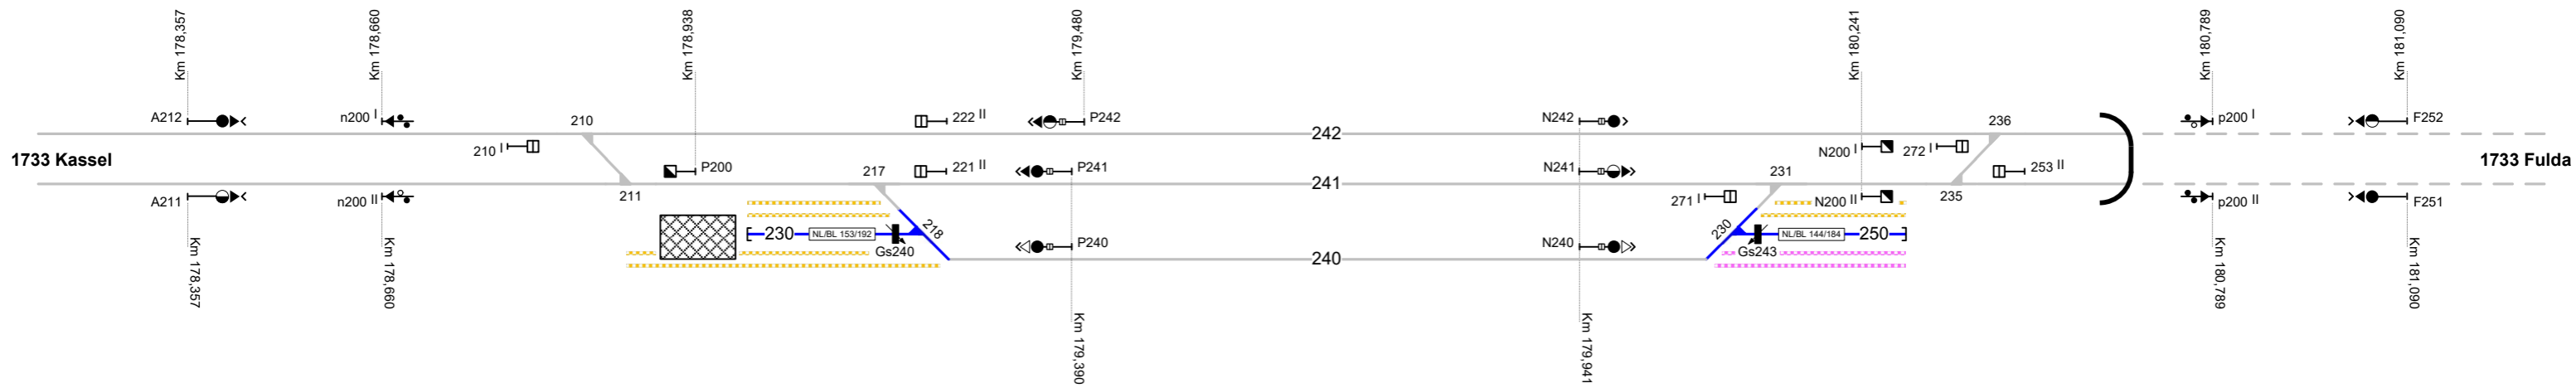 Km 178,357
Km 178,660
Km 178,938
Km 179,480
Km 180,241
Km 180,789
Km 181,090
A212
n200 I
210
222 II
P242
N242
236
p200 I
F252
242
1733 Kassel
210 I
P200
217
221 II
P241
N241
231
N200 I
272 I
253 II
1733 Fulda
241
A211
n200 II
211
271 I
N200 II
235
p200 II
F251
230
NL/BL 153/192
218
Gs240
P240
N240
230
NL/BL 144/184
250
Gs243
240
Km 178,357
Km 178,660
Km 179,390
Km 179,941
Km 180,789
Km 181,090